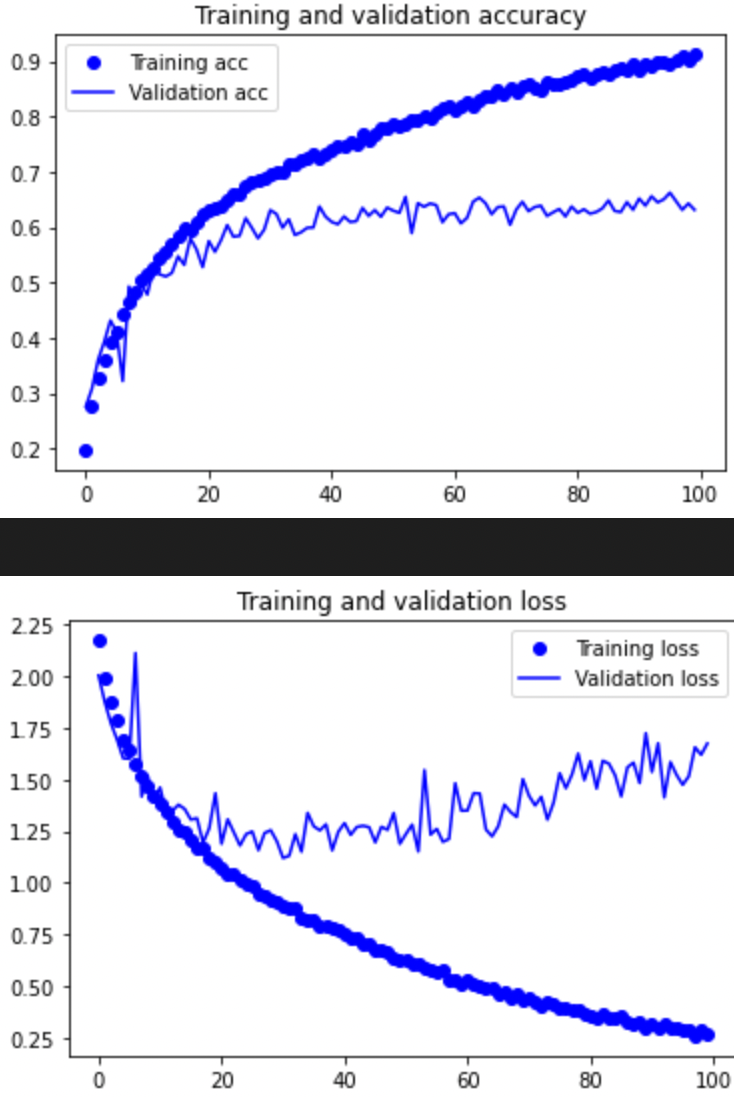 Training and validation accuracy
Training acc
Validation acc
0.9
0.8
0.7
0.6
0.5
0.4
0.3
0.2
0 20 40 60 80 100
Training and validation loss
Training loss
Validation loss
2.25
2.00
1.75
1.50
1.25
1.00
0.75
0.50
0.25
0 20 40 60 80 100